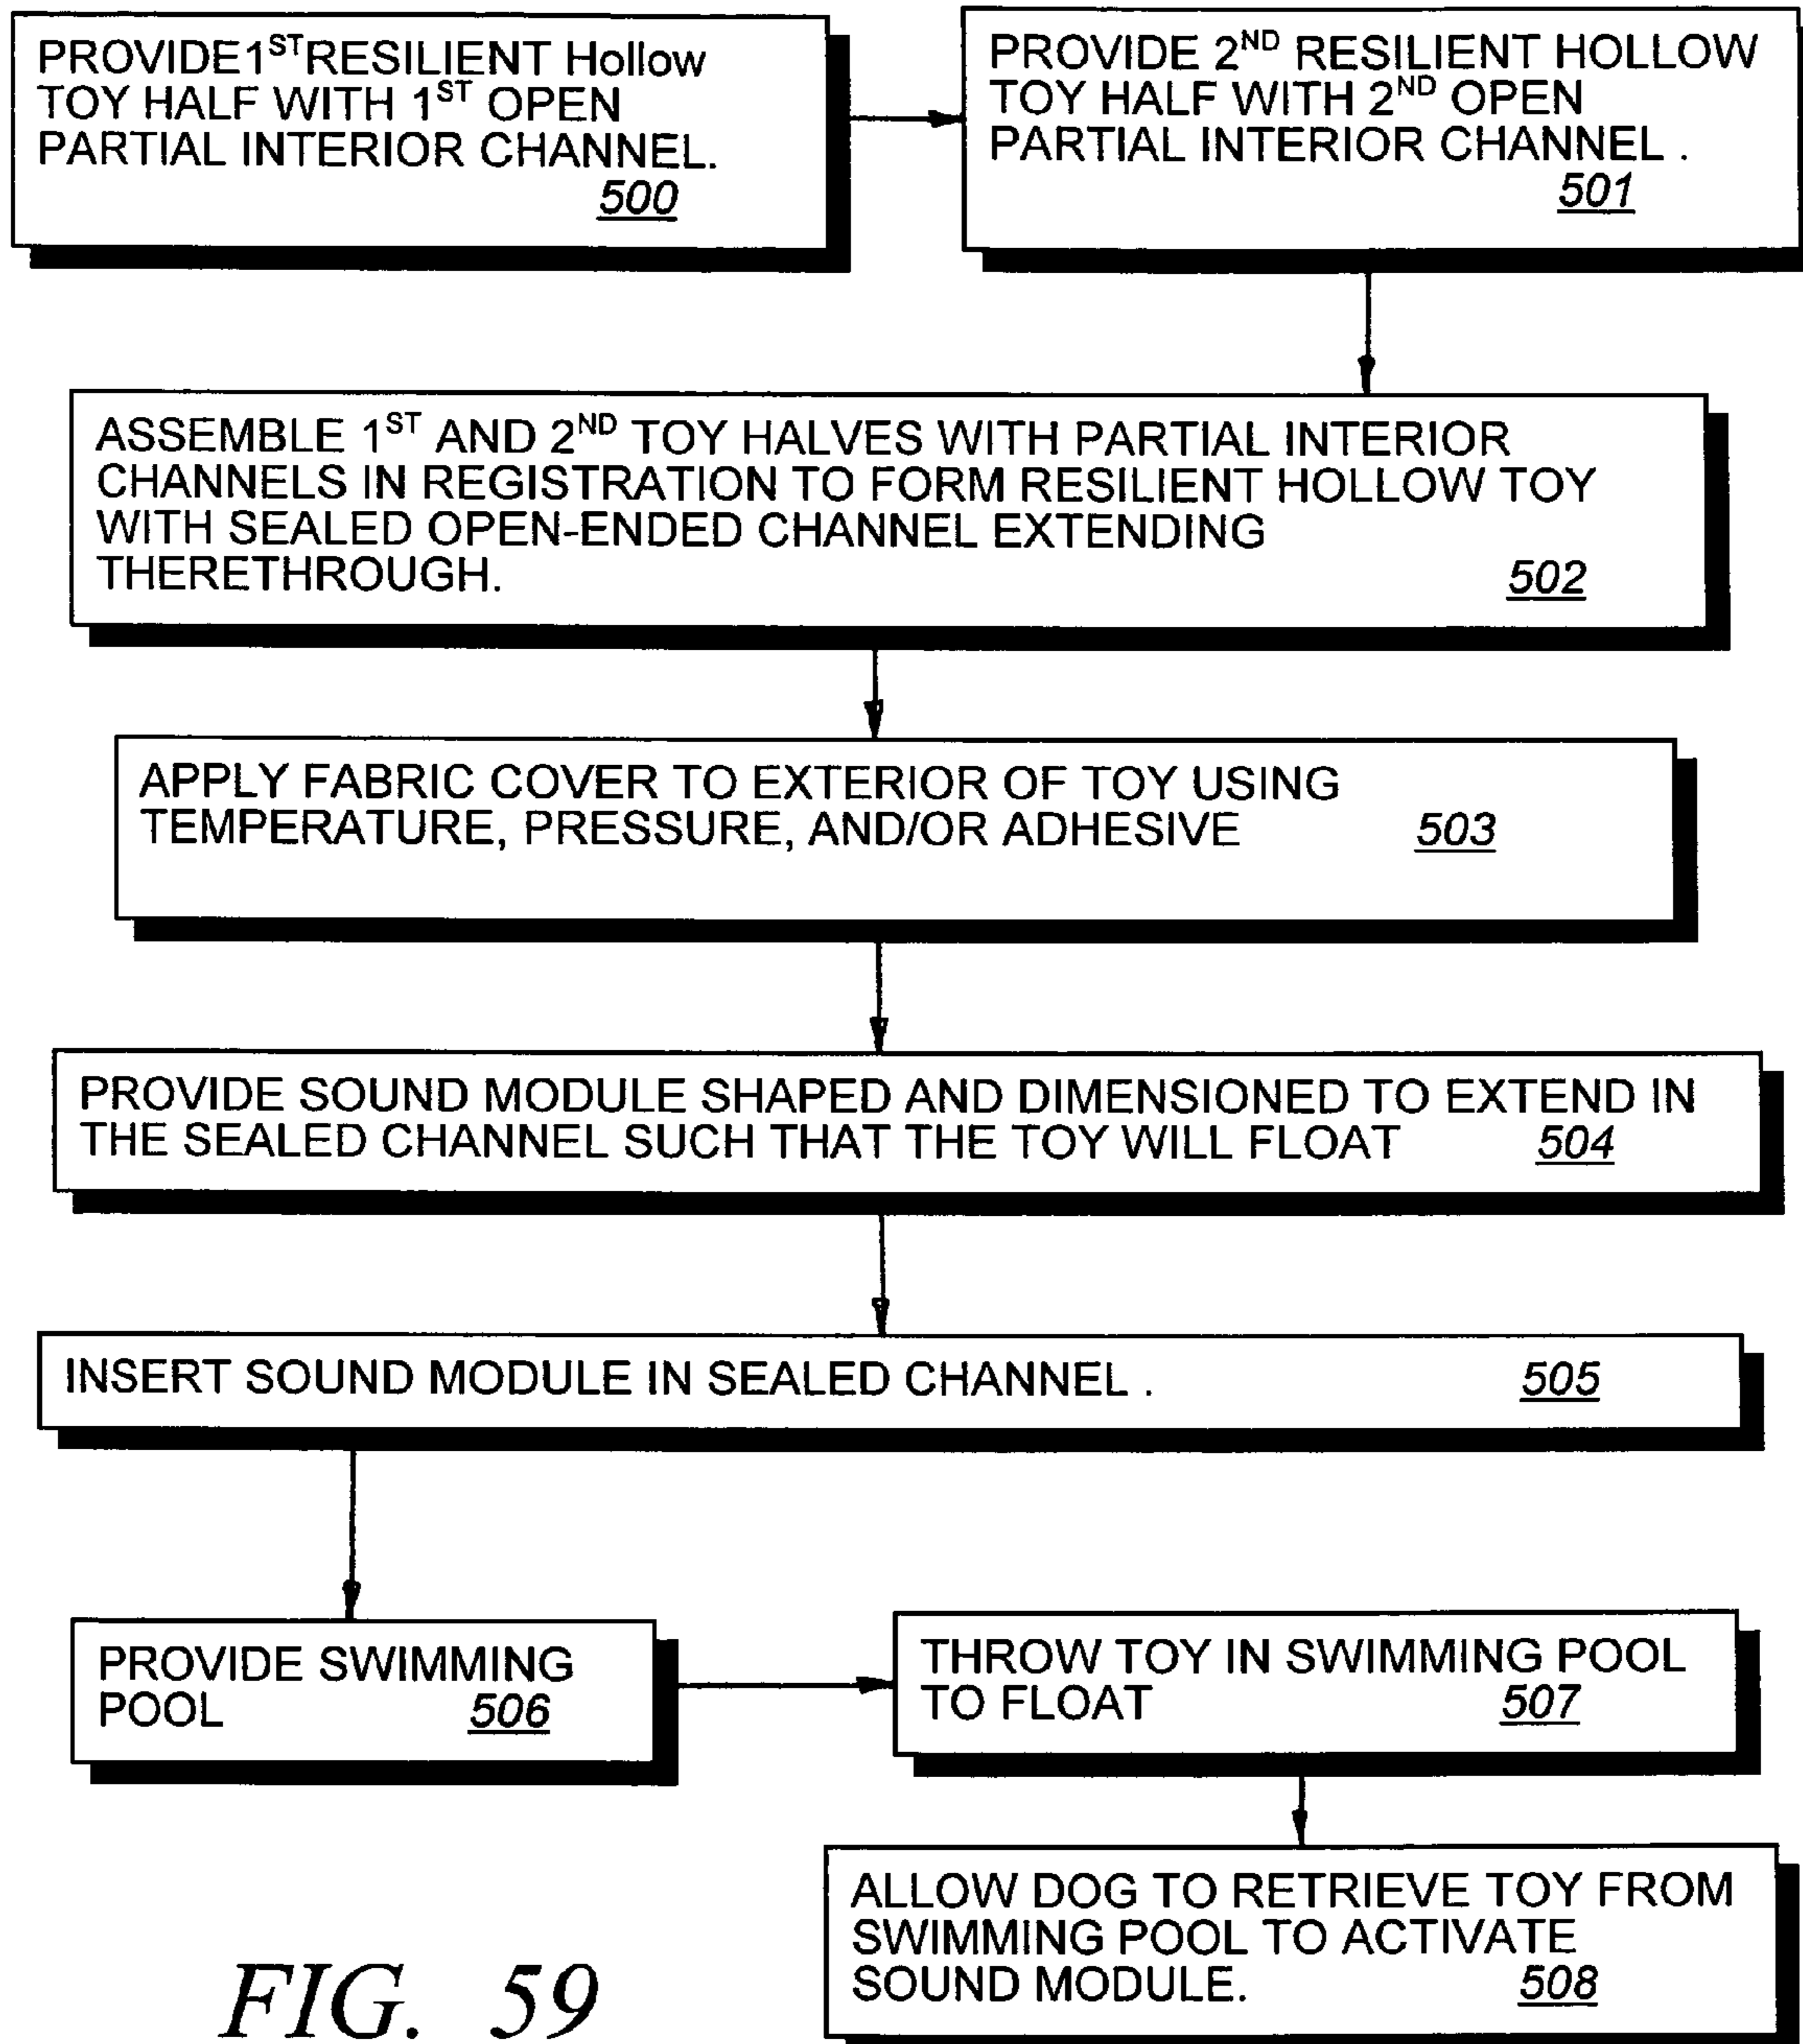 PROVIDE 1ST RESILIENT Hollow
TOY HALF WITH 1ST OPEN
PARTIAL INTERIOR CHANNEL.
500
PROVIDE 2ND RESILIENT HOLLOW
TOY HALF WITH 2ND OPEN
PARTIAL INTERIOR CHANNEL .
501
ASSEMBLE 1ST AND 2ND TOY HALVES WITH PARTIAL INTERIOR
CHANNELS IN REGISTRATION TO FORM RESILIENT HOLLOW TOY
WITH SEALED OPEN-ENDED CHANNEL EXTENDING
THERETHROUGH. 502
APPLY FABRIC COVER TO EXTERIOR OF TOY USING
TEMPERATURE, PRESSURE, AND/OR ADHESIVE 503
PROVIDE SOUND MODULE SHAPED AND DIMENSIONED TO EXTEND IN
THE SEALED CHANNEL SUCH THAT THE TOY WILL FLOAT 504
INSERT SOUND MODULE IN SEALED CHANNEL . 505
PROVIDE SWIMMING
POOL 506
THROW TOY IN SWIMMING POOL
TO FLOAT 507
ALLOW DOG TO RETRIEVE TOY FROM
SWIMMING POOL TO ACTIVATE
SOUND MODULE. 508
FIG. 59